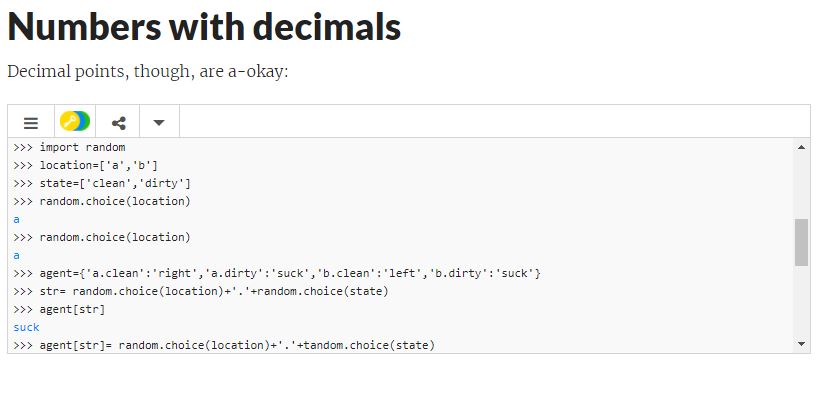 Numbers with decimals
Decimal points, though, are a-okay:
>>> import random
>>> location=['a','b']
>>> state=['clean','dirty']
>>> random.choice(location)
a
>>> random.choice(location)
a
>>> agent={'a.clean':'right','a.dirty':'suck','b.clean':'left','b.dirty':'suck'}
>>> str= random.choice(location)+'.'+random.choice(state)
>>> agent[str]
suck
>>> agent[str]= random.choice(location)+'.'+tandom.choice(state)